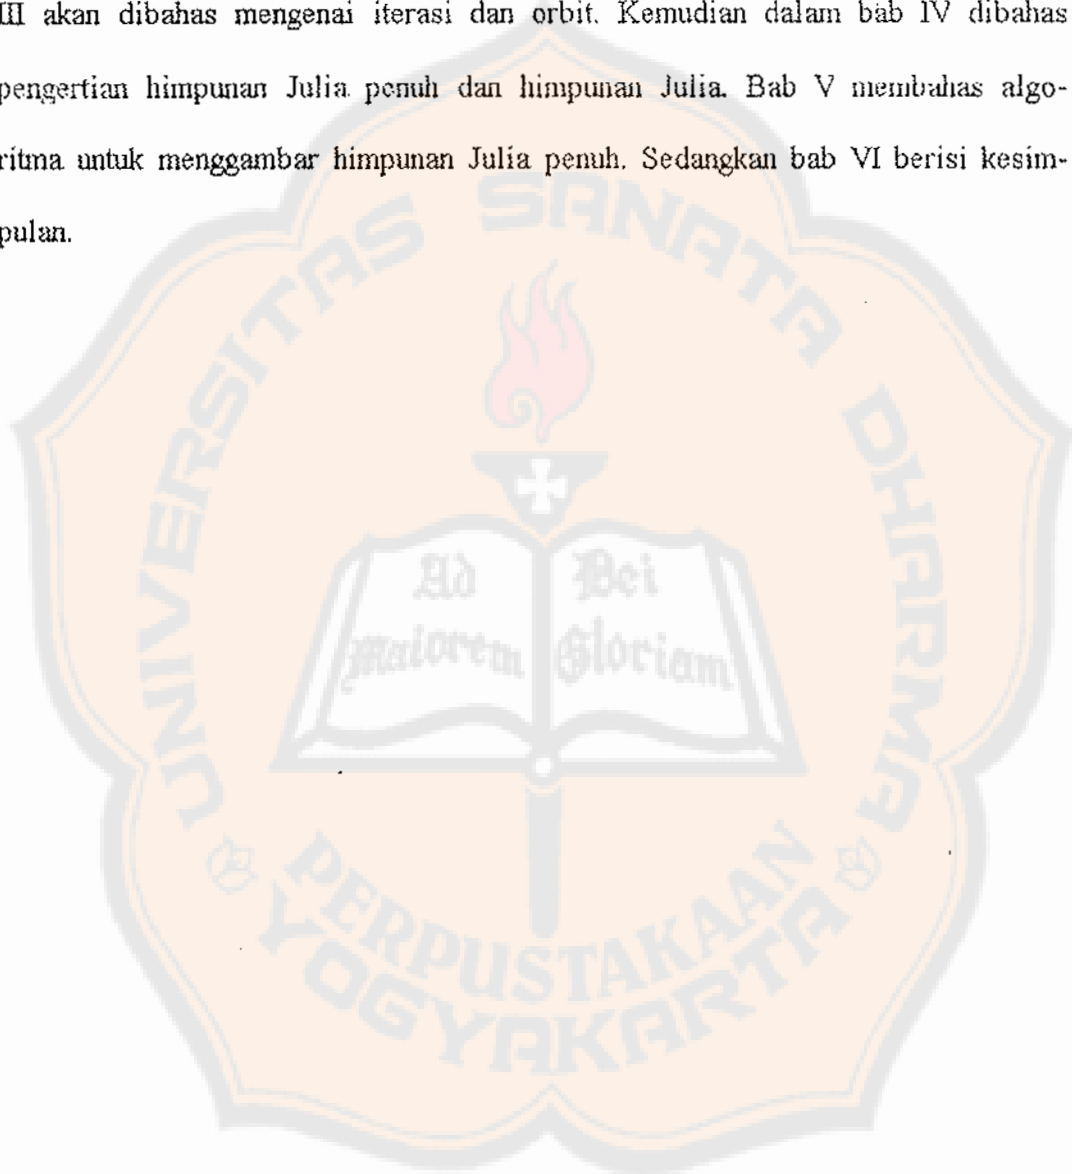 III akan dibahas mengenai iterasi dan orbit. Kemudian dalam bab IV dibahas
pengertian himpunan Julia penuh dan himpunan Julia. Bab V membahas algo-
ritma untuk menggambar himpunan Julia penuh. Sedangkan bab VI berisi kesim-
pulan.
UNIVERSITAS SANATA DHARMA
Ad Dei
Maiorem Gloriam
PERPUSTAKAAN
YOGYAKARTA